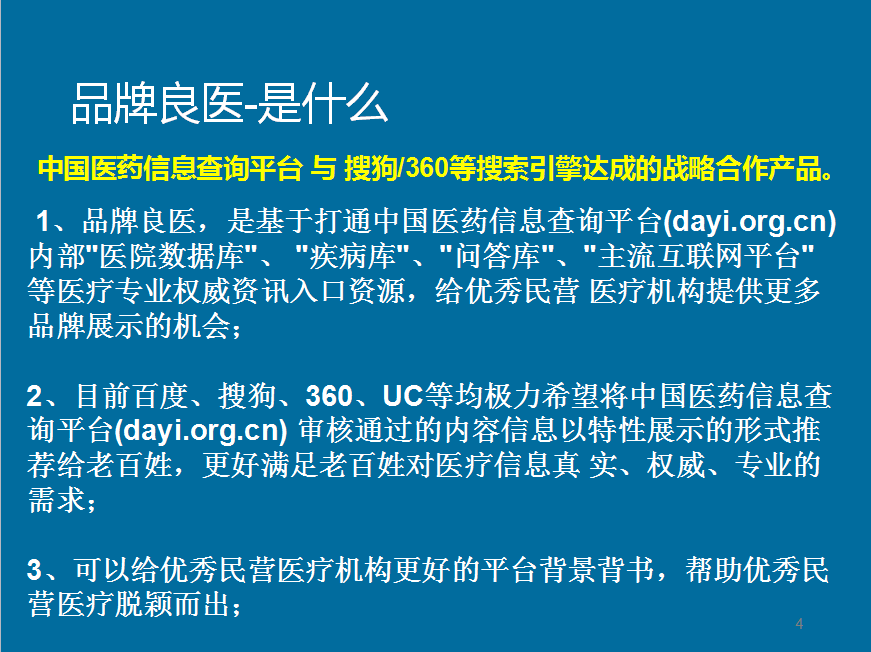 品牌良医-是什么
中国医药信息查询平台 与 搜狗/360等搜索引擎达成的战略合作产品。
1、品牌良医，是基于打通中国医药信息查询平台(dayi.org.cn)
内部"医院数据库"、 "疾病库"、"问答库"、"主流互联网平台"
等医疗专业权威资讯入口资源，给优秀民营 医疗机构提供更多
品牌展示的机会；
2、目前百度、搜狗、360、UC等均极力希望将中国医药信息查
询平台(dayi.org.cn) 审核通过的内容信息以特性展示的形式推
荐给老百姓，更好满足老百姓对医疗信息真 实、权威、专业的
需求；
3、可以给优秀民营医疗机构更好的平台背景背书，帮助优秀民
营医疗脱颖而出；
4